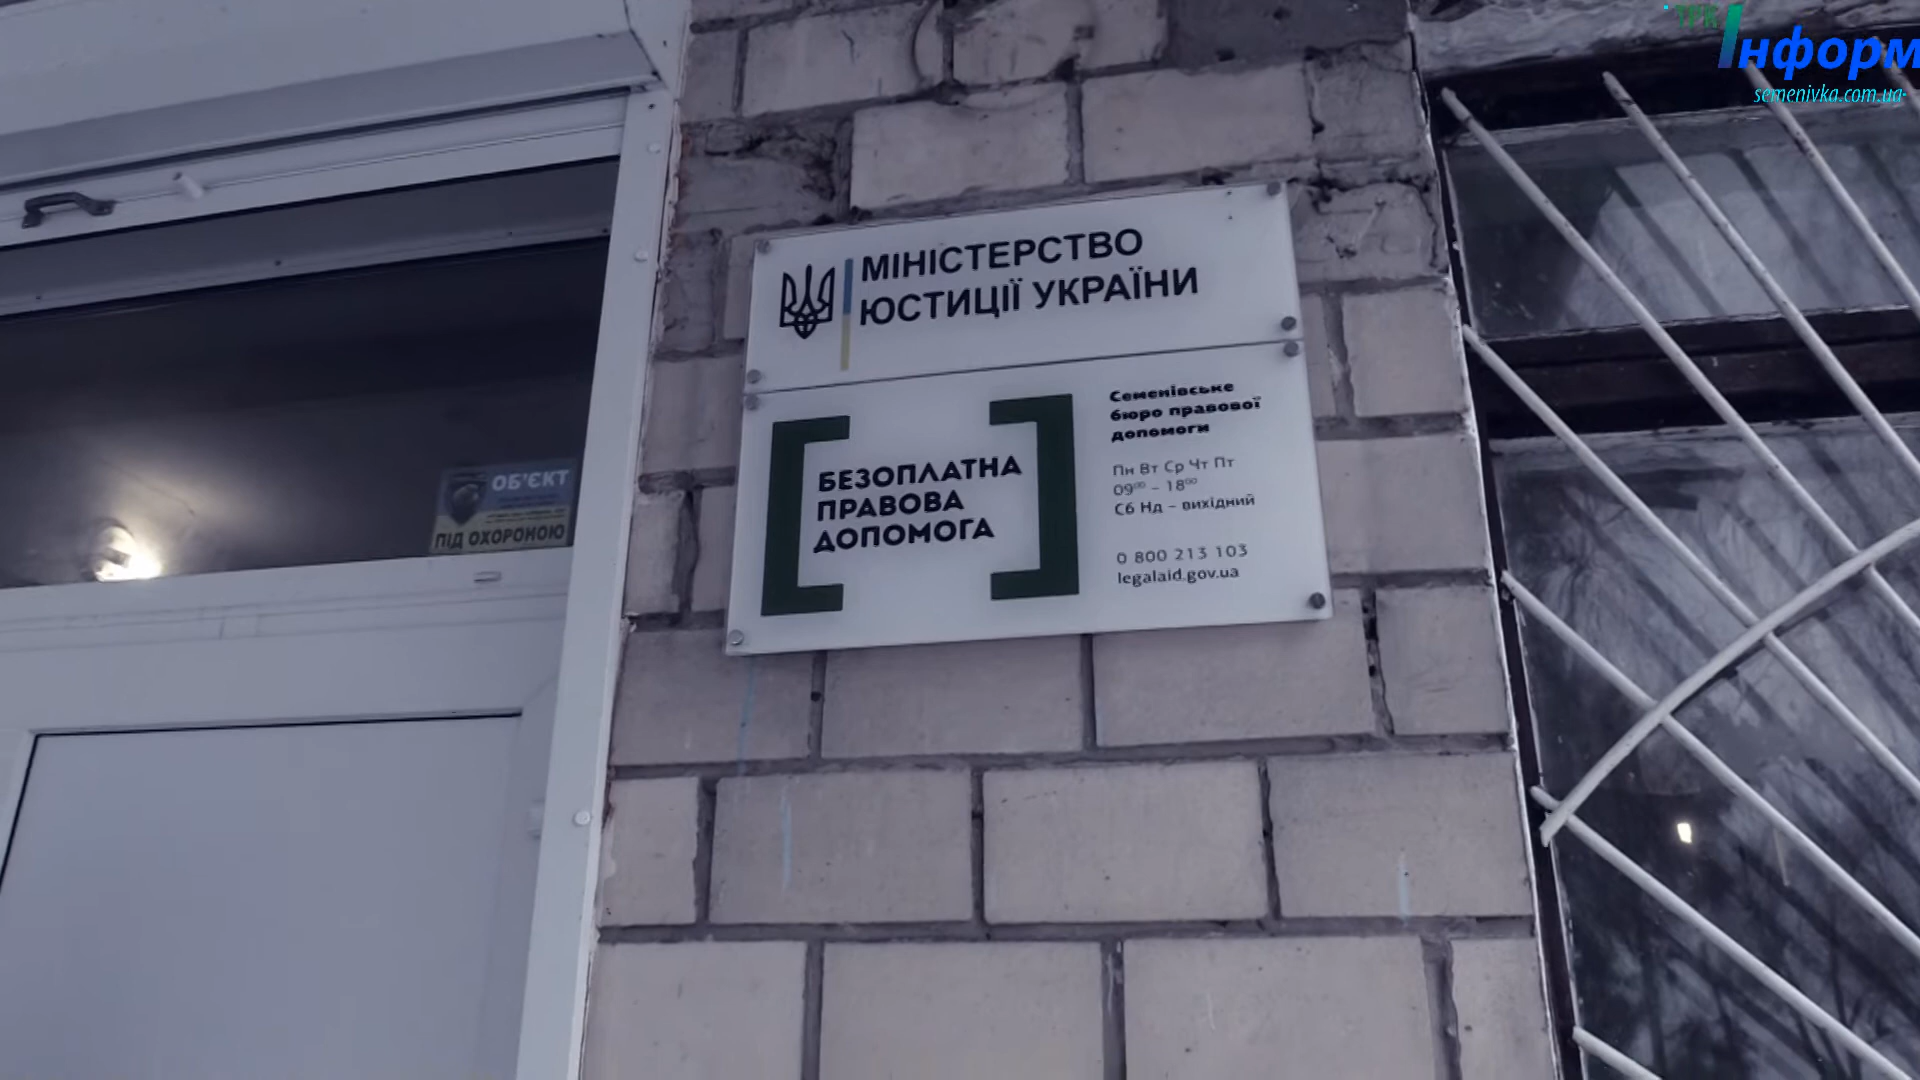 ТРК
Інформ
semenivka.com.ua
МІНІСТЕРСТВО
ЮСТИЦІЇ УКРАЇНИ
БЕЗОПЛАТНА
ПРАВОВА
ДОПОМОГА
Семенівське
бюро правової
допомоги
Пн Вт Ср Чт Пт
09⁰⁰ – 18⁰⁰
Сб Нд – вихідний
0 800 213 103
legalaid.gov.ua
ОБ'ЄКТ
ПІД ОХОРОНОЮ